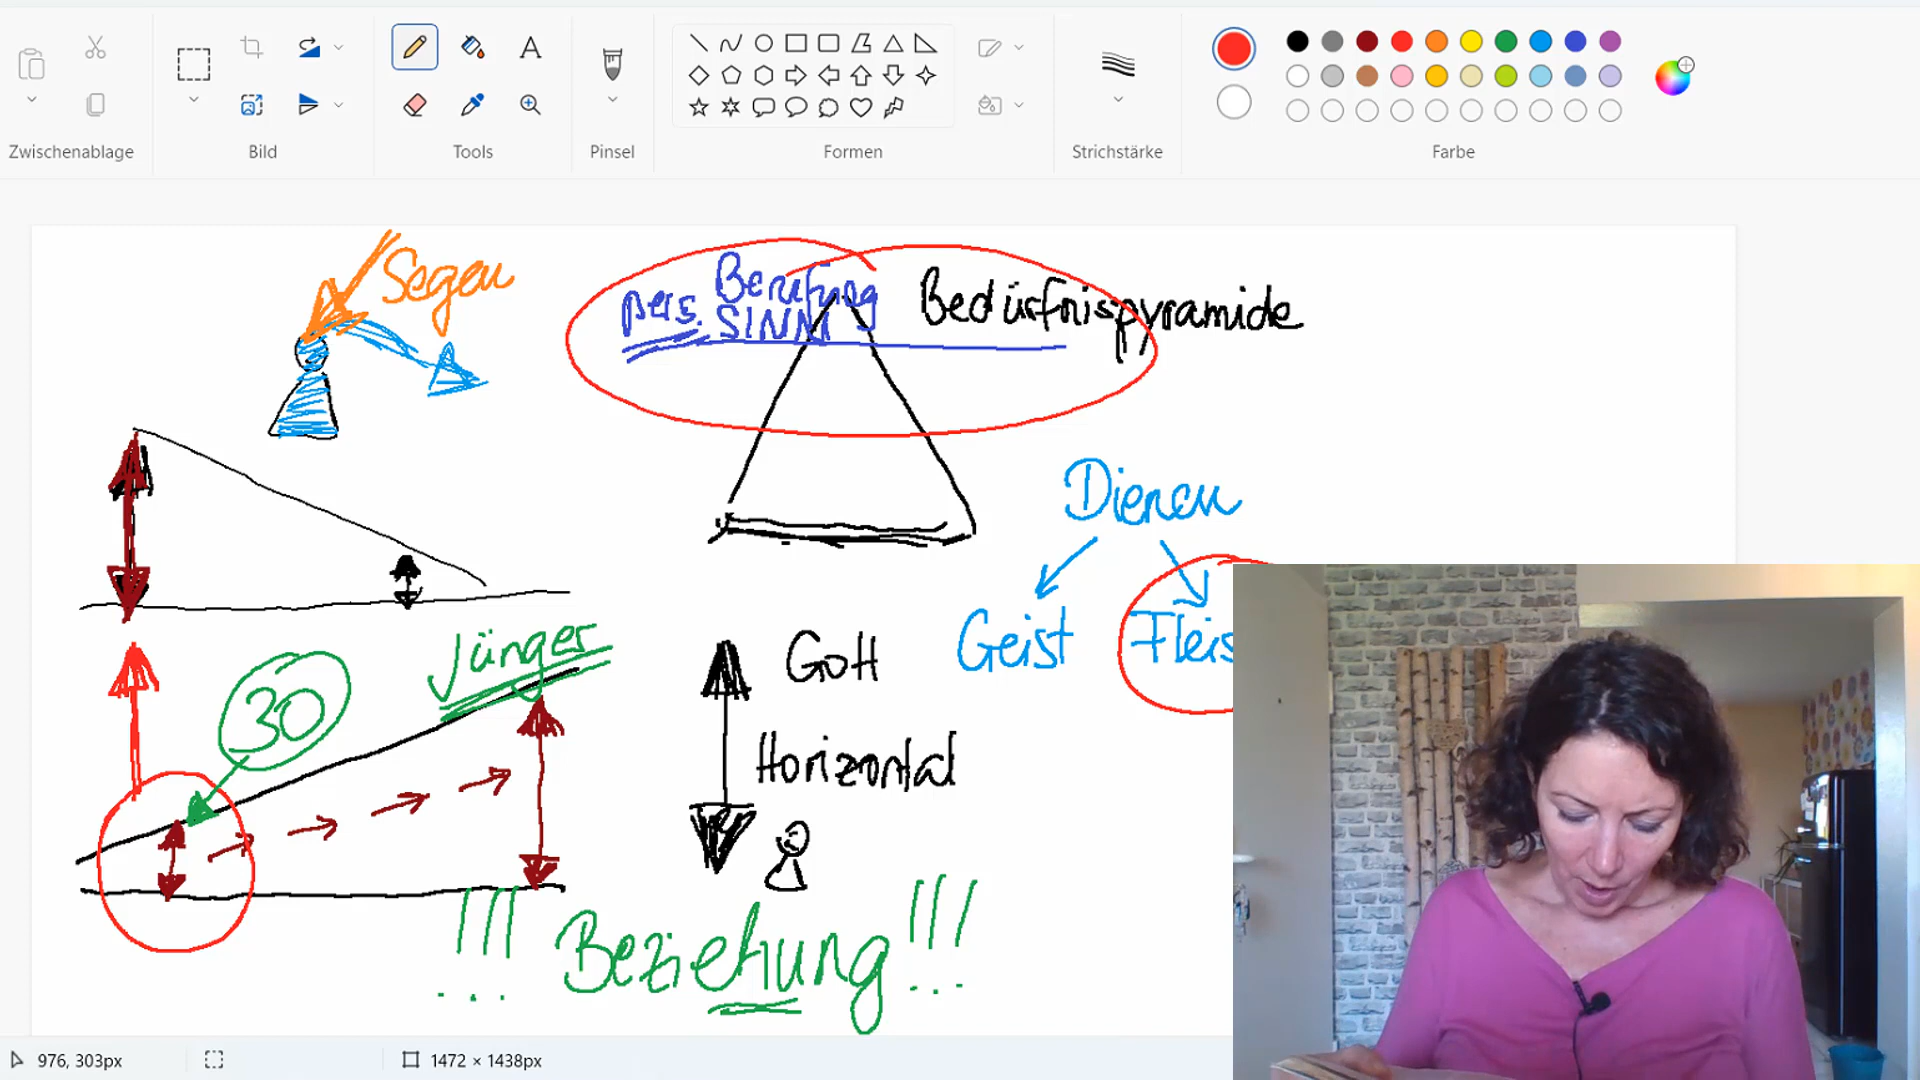 Zwischenablage
Bild
Tools
Pinsel
Formen
Strichstärke
Farbe
Segen
pers. Berufung
SINN
Bedürfnispyramide
Dienen
Geist
Fleis
Jünger
30
Gott
Horizontal
!!! Beziehung !!!
976, 303px
1472 × 1438px